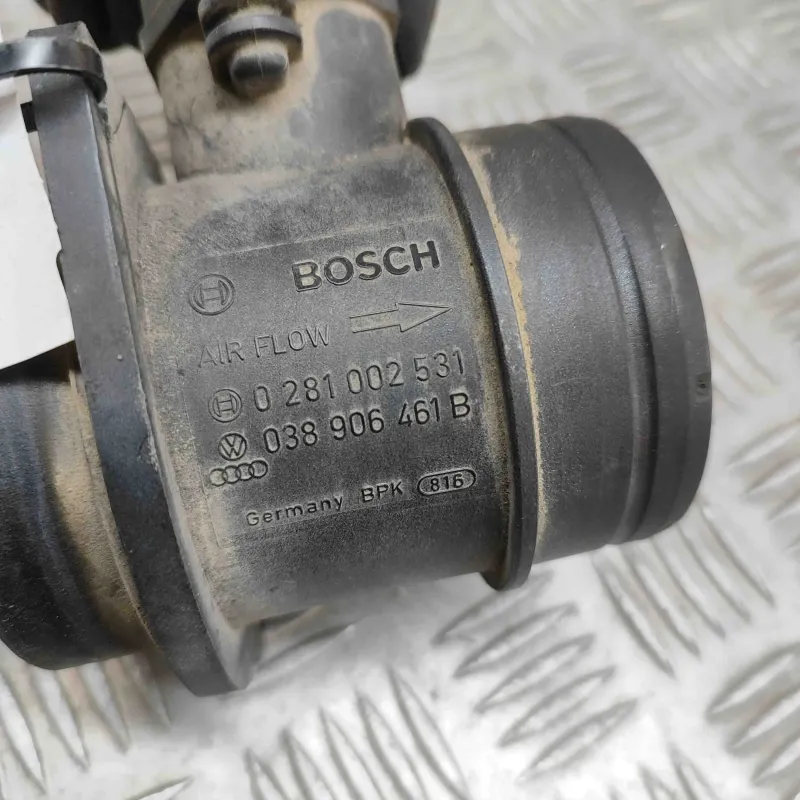 BOSCH
AIR FLOW
0 281 002 531
038 906 461 B
Germany BPK 816